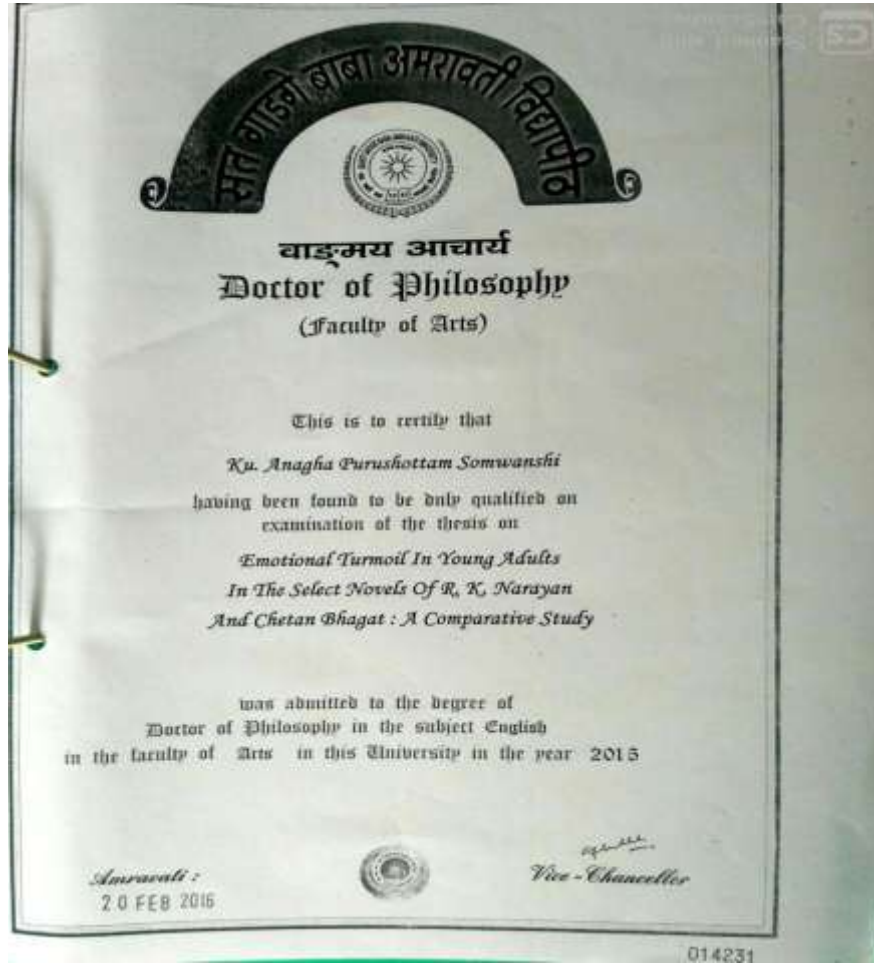 संत गाडगे बाबा अमरावती विद्यापीठ
वाङ्‌मय आचार्य
Doctor of Philosophy
(Faculty of Arts)
This is to certify that
Ku. Anagha Purushottam Somwanshi
having been found to be duly qualified on
examination of the thesis on
Emotional Turmoil In Young Adults
In The Select Novels Of R, K, Narayan
And Chetan Bhagat : A Comparative Study
was admitted to the degree of
Doctor of Philosophy in the subject English
in the faculty of Arts in this University in the year 2015
Amravati :
20 FEB 2016
Vice-Chancellor
014231
CS